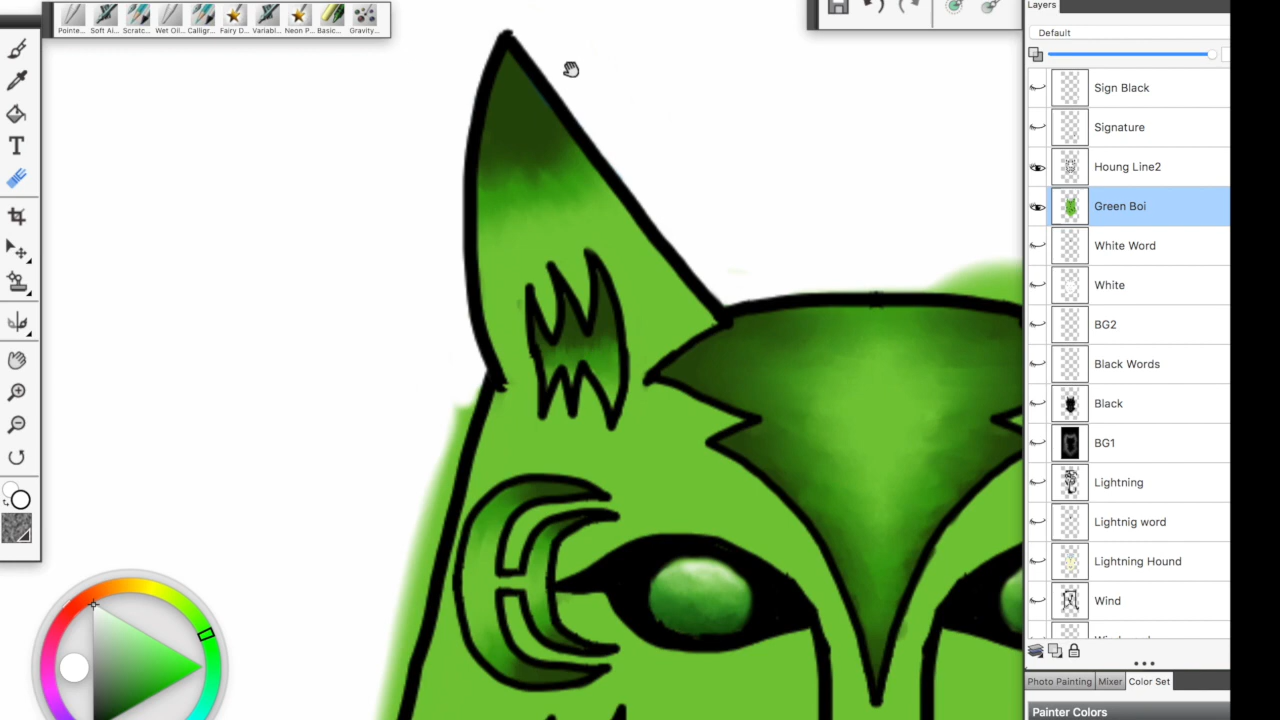 Pointe... Soft Ai... Scratc... Wet Oil... Calligr... Fairy D... Variabl... Neon P... Basic... Gravity...
Layers
Default
Sign Black
Signature
Houng Line2
Green Boi
White Word
White
BG2
Black Words
Black
BG1
Lightning
Lightnig word
Lightning Hound
Wind
Photo Painting Mixer Color Set
Painter Colors